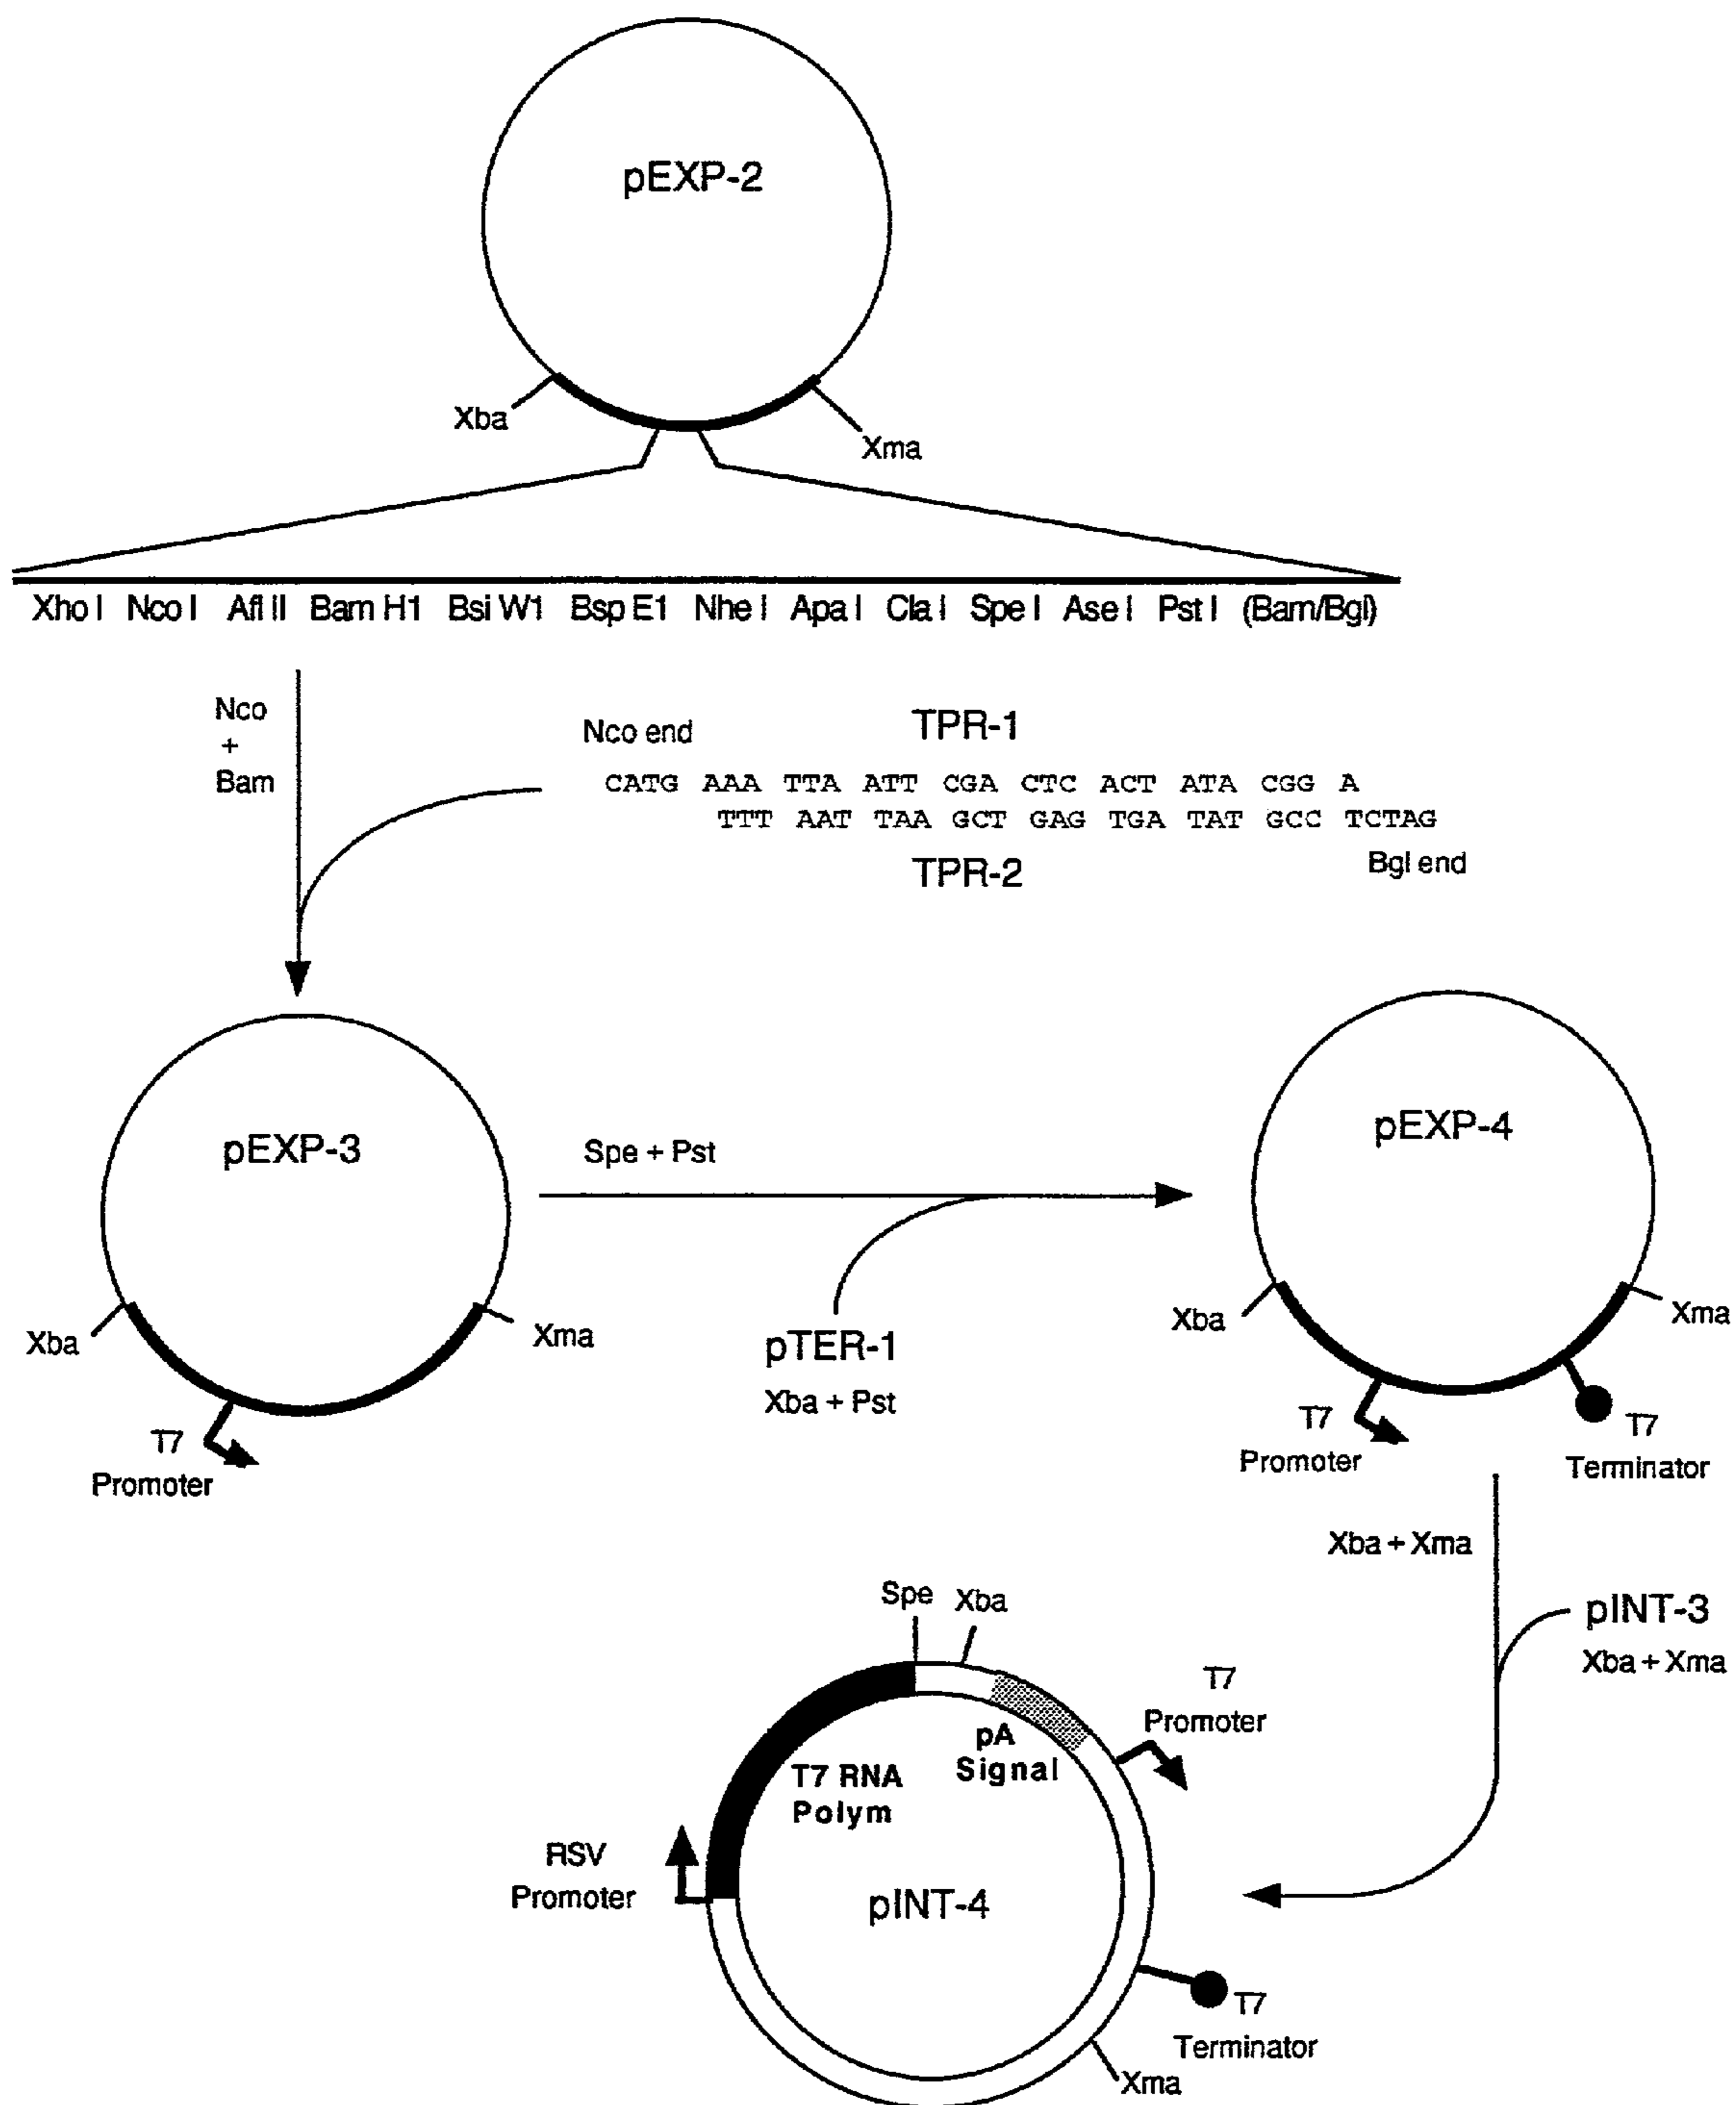 pEXP-2
Xba
Xma
Xho I Nco I Afl II Bam H1 Bsi W1 Bsp E1 Nhe I Apa I Cla I Spe I Ase I Pst I (Bam/Bgl)
Nco
+
Bam
Nco end
TPR-1
CATG AAA TTA ATT CGA CTC ACT ATA CGG A
TTT AAT TAA GCT GAG TGA TAT GCC TCTAG
TPR-2
Bgl end
pEXP-3
Xba
Xma
T7
Promoter
Spe + Pst
pTER-1
Xba + Pst
pEXP-4
Xba
Xma
T7
Promoter
T7
Terminator
Xba + Xma
pINT-3
Xba + Xma
Spe
Xba
T7
Promoter
pA
Signal
T7 RNA
Polym
RSV
Promoter
pINT-4
T7
Terminator
Xma